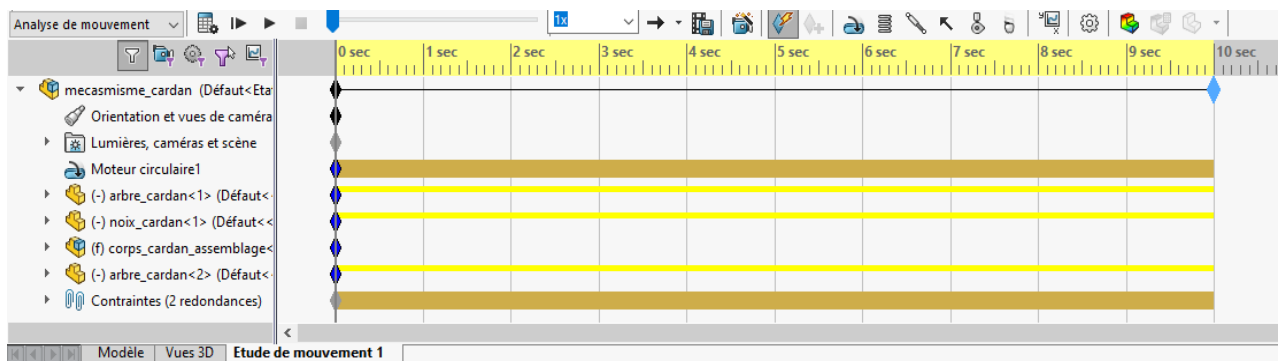 Analyse de mouvement
1x
0 sec 1 sec 2 sec 3 sec 4 sec 5 sec 6 sec 7 sec 8 sec 9 sec 10 sec
mecasmisme_cardan (Défaut<Eta
Orientation et vues de caméra
Lumières, caméras et scène
Moteur circulaire1
(-) arbre_cardan<1> (Défaut<
(-) noix_cardan<1> (Défaut<<
(f) corps_cardan_assemblage<
(-) arbre_cardan<2> (Défaut<
Contraintes (2 redondances)
Modèle Vues 3D Etude de mouvement 1